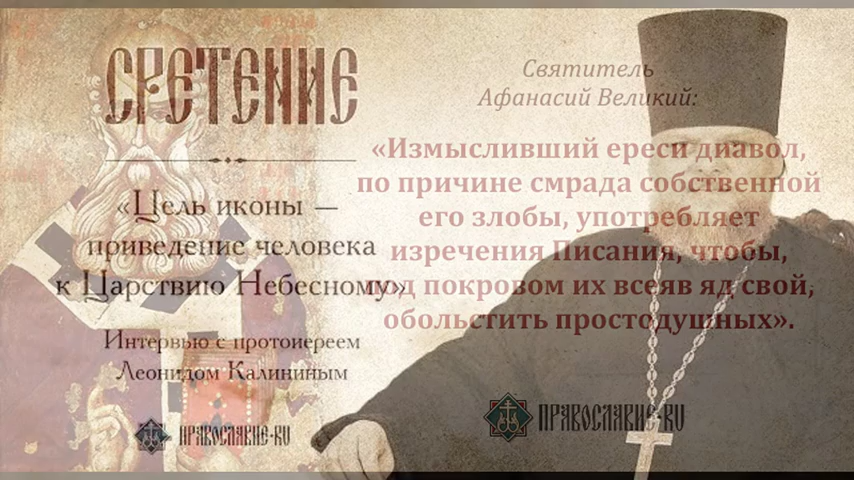 СРЕТЕНИЕ
«Цель иконы —
приведение человека
к Царствию Небесному»
Интервью с протоиереем
Леонидом Калининым
ПРАВОСЛАВИЕ·RU
Святитель
Афанасий Великий:
«Измысливший ереси диавол,
по причине смрада собственной
его злобы, употребляет
изречения Писания, чтобы,
под покровом их всеяв яд свой,
обольстить простодушных».
ПРАВОСЛАВИЕ·RU